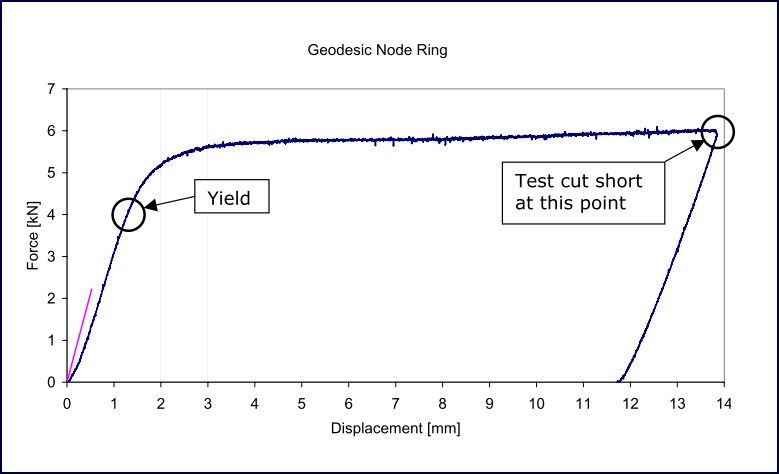 Geodesic Node Ring
7
6
5
4
3
2
1
0
Force [kN]
Yield
Test cut short
at this point
0 1 2 3 4 5 6 7 8 9 10 11 12 13 14
Displacement [mm]